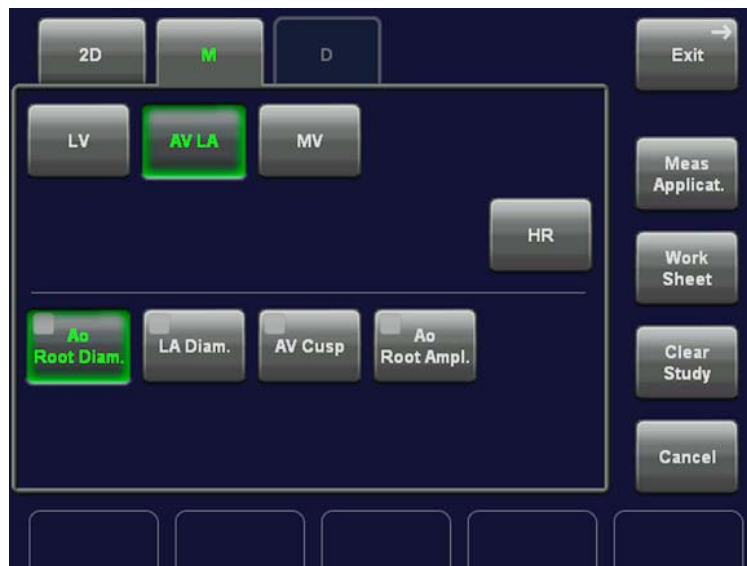 2D
M
D
Exit
LV
AV LA
MV
Meas
Applicat.
HR
Work
Sheet
Ao
Root Diam.
LA Diam.
AV Cusp
Ao
Root Ampl.
Clear
Study
Cancel